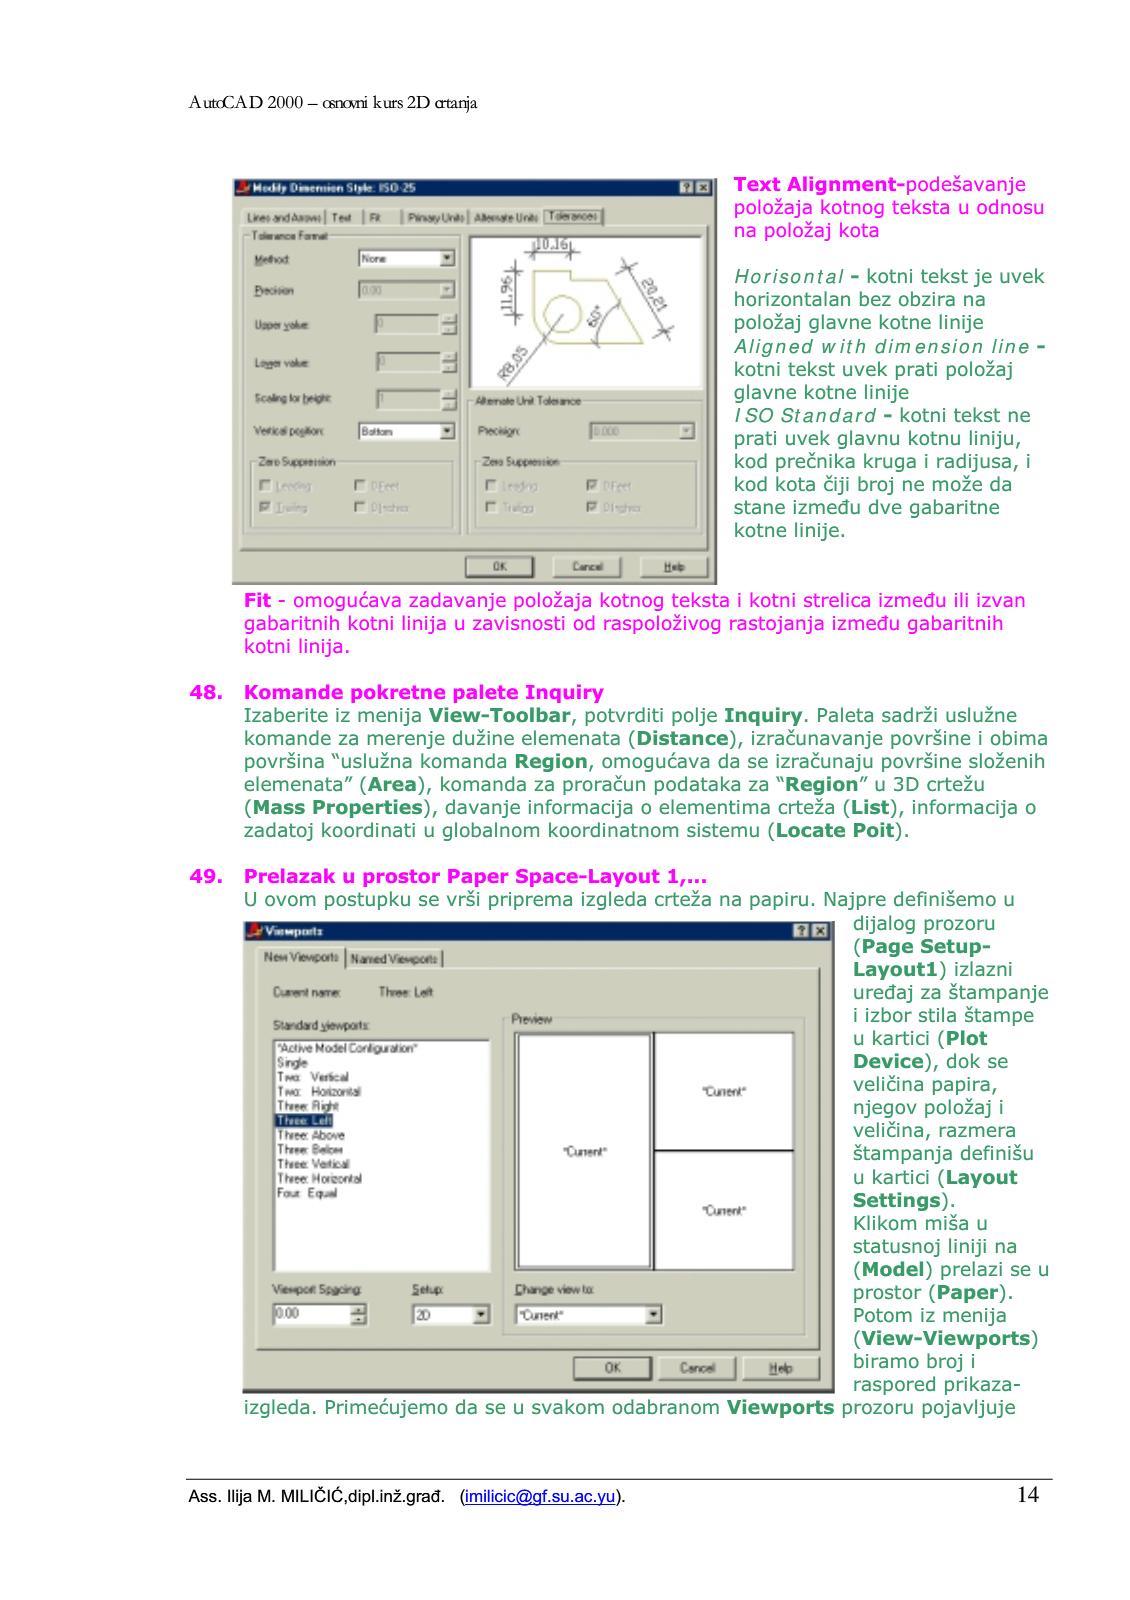 AutoCAD 2000 – osnovni kurs 2D crtanja
Modify Dimension Style: ISO-25
Lines and Arrows
Text
Fit
Primary Units
Alternate Units
Tolerances
Tolerance Format
Method:
None
Precision
0.00
Upper value:
0
Lower value:
0
Scaling for height:
1
Vertical position:
Bottom
Zero Suppression
Leading
0 Feet
Trailing
0 Inches
10,16
11,96
20,21
60°
R8,05
Alternate Unit Tolerance
Precision:
0.000
Zero Suppression
Leading
0 Feet
Trailing
0 Inches
OK
Cancel
Help
Text Alignment-podešavanje
položaja kotnog teksta u odnosu
na položaj kota
Horisontal - kotni tekst je uvek
horizontalan bez obzira na
položaj glavne kotne linije
Aligned with dimension line -
kotni tekst uvek prati položaj
glavne kotne linije
ISO Standard - kotni tekst ne
prati uvek glavnu kotnu liniju,
kod prečnika kruga i radijusa, i
kod kota čiji broj ne može da
stane između dve gabaritne
kotne linije.
Fit - omogućava zadavanje položaja kotnog teksta i kotni strelica između ili izvan
gabaritnih kotni linija u zavisnosti od raspoloživog rastojanja između gabaritnih
kotni linija.
48. Komande pokretne palete Inquiry
Izaberite iz menija View-Toolbar, potvrditi polje Inquiry. Paleta sadrži uslužne
komande za merenje dužine elemenata (Distance), izračunavanje površine i obima
površina “uslužna komanda Region, omogućava da se izračunaju površine složenih
elemenata” (Area), komanda za proračun podataka za “Region” u 3D crtežu
(Mass Properties), davanje informacija o elementima crteža (List), informacija o
zadatoj koordinati u globalnom koordinatnom sistemu (Locate Poit).
49. Prelazak u prostor Paper Space-Layout 1,...
U ovom postupku se vrši priprema izgleda crteža na papiru. Najpre definišemo u
Viewports
New Viewports
Named Viewports
Current name:
Three: Left
Standard viewports:
*Active Model Configuration*
Single
Two: Vertical
Two: Horizontal
Three: Right
Three: Left
Three: Above
Three: Below
Three: Vertical
Three: Horizontal
Four: Equal
Preview
*Current*
*Current*
*Current*
Viewport Spacing:
0.00
Setup:
2D
Change view to:
*Current*
OK
Cancel
Help
dijalog prozoru
(Page Setup-
Layout1) izlazni
uređaj za štampanje
i izbor stila štampe
u kartici (Plot
Device), dok se
veličina papira,
njegov položaj i
veličina, razmera
štampanja definišu
u kartici (Layout
Settings).
Klikom miša u
statusnoj liniji na
(Model) prelazi se u
prostor (Paper).
Potom iz menija
(View-Viewports)
biramo broj i
raspored prikaza-
izgleda. Primećujemo da se u svakom odabranom Viewports prozoru pojavljuje
Ass. Ilija M. MILIČIĆ,dipl.inž.građ. (imilicic@gf.su.ac.yu).
14